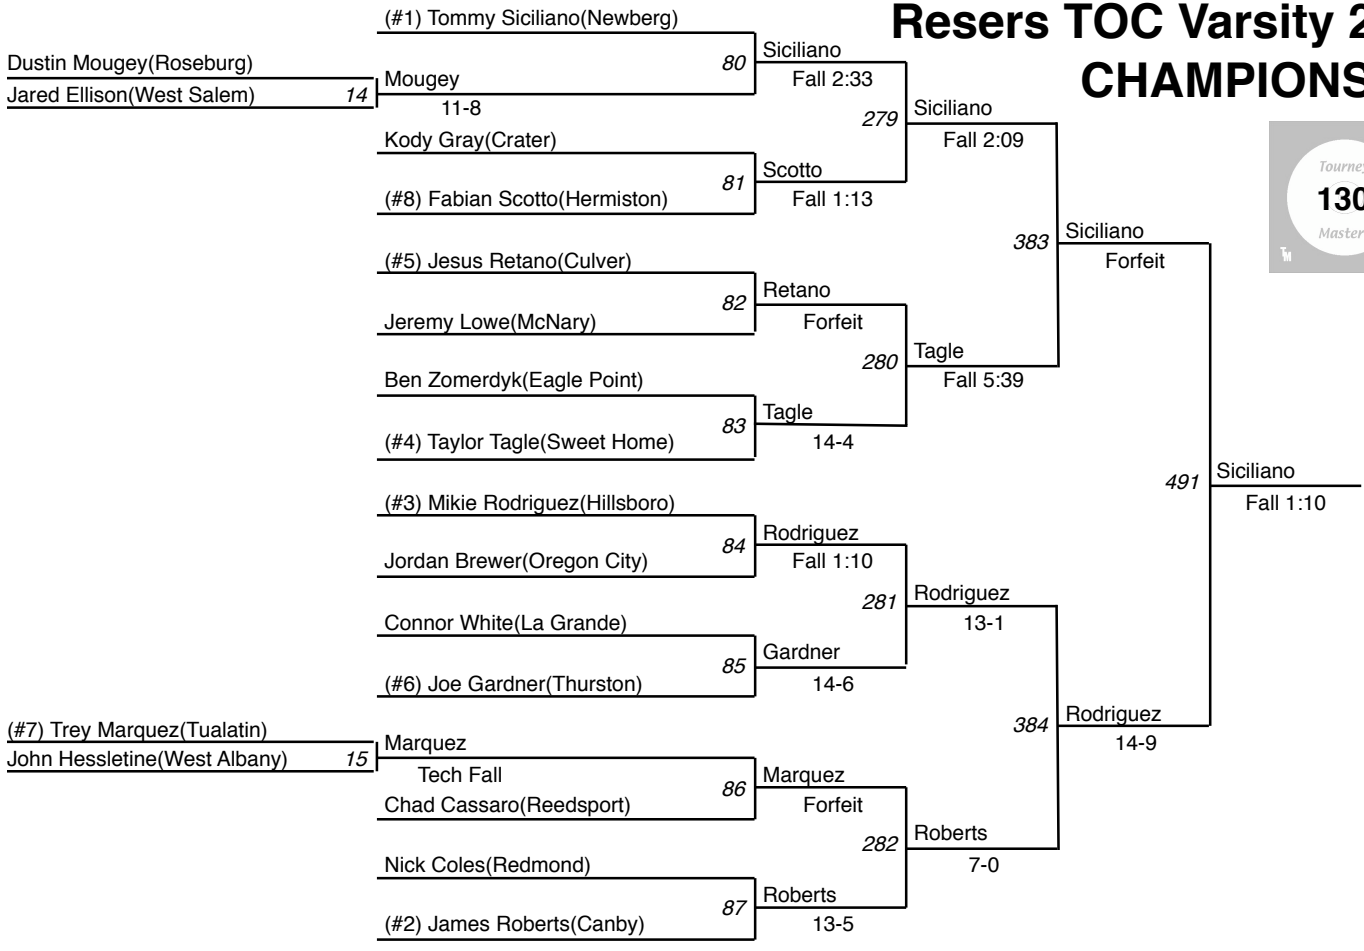 Resers TOC Varsity 2
CHAMPIONS
Tourney
130
Master
TM
Dustin Mougey(Roseburg)
Jared Ellison(West Salem) 14
(#1) Tommy Siciliano(Newberg)
Mougey
11-8
80
Kody Gray(Crater)
(#8) Fabian Scotto(Hermiston)
81
(#5) Jesus Retano(Culver)
Jeremy Lowe(McNary)
82
Ben Zomerdyk(Eagle Point)
(#4) Taylor Tagle(Sweet Home)
83
(#3) Mikie Rodriguez(Hillsboro)
Jordan Brewer(Oregon City)
84
Connor White(La Grande)
(#6) Joe Gardner(Thurston)
85
(#7) Trey Marquez(Tualatin)
John Hessletine(West Albany) 15
Marquez
Tech Fall
Chad Cassaro(Reedsport)
86
Nick Coles(Redmond)
(#2) James Roberts(Canby)
87
Siciliano
Fall 2:33
279
Scotto
Fall 1:13
Retano
Forfeit
280
Tagle
14-4
Rodriguez
Fall 1:10
281
Gardner
14-6
Marquez
Forfeit
282
Roberts
13-5
Siciliano
Fall 2:09
383
Tagle
Fall 5:39
Rodriguez
13-1
384
Roberts
7-0
Siciliano
Forfeit
491
Rodriguez
14-9
Siciliano
Fall 1:10